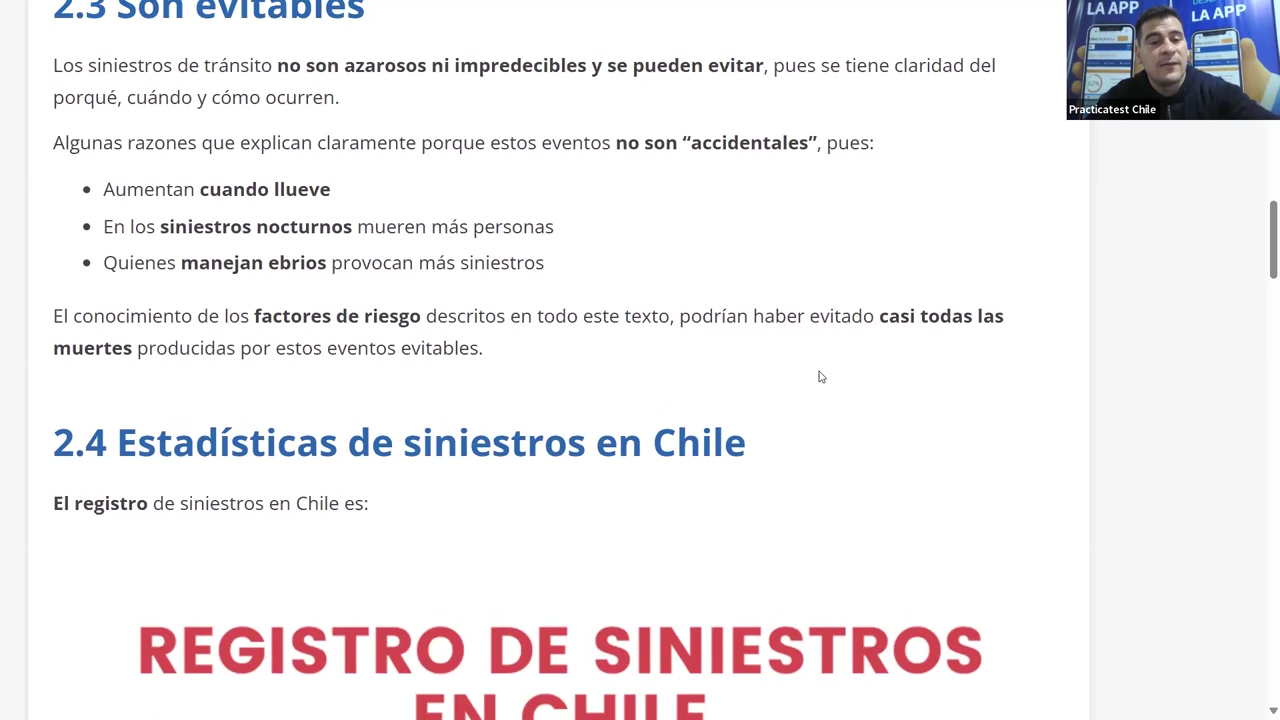 2.3 Son evitables
LA APP
LA APP
Practicatest Chile
Los siniestros de tránsito no son azarosos ni impredecibles y se pueden evitar, pues se tiene claridad del
porqué, cuándo y cómo ocurren.
Algunas razones que explican claramente porque estos eventos no son “accidentales”, pues:
• Aumentan cuando llueve
• En los siniestros nocturnos mueren más personas
• Quienes manejan ebrios provocan más siniestros
El conocimiento de los factores de riesgo descritos en todo este texto, podrían haber evitado casi todas las
muertes producidas por estos eventos evitables.
2.4 Estadísticas de siniestros en Chile
El registro de siniestros en Chile es:
REGISTRO DE SINIESTROS
EN CHILE